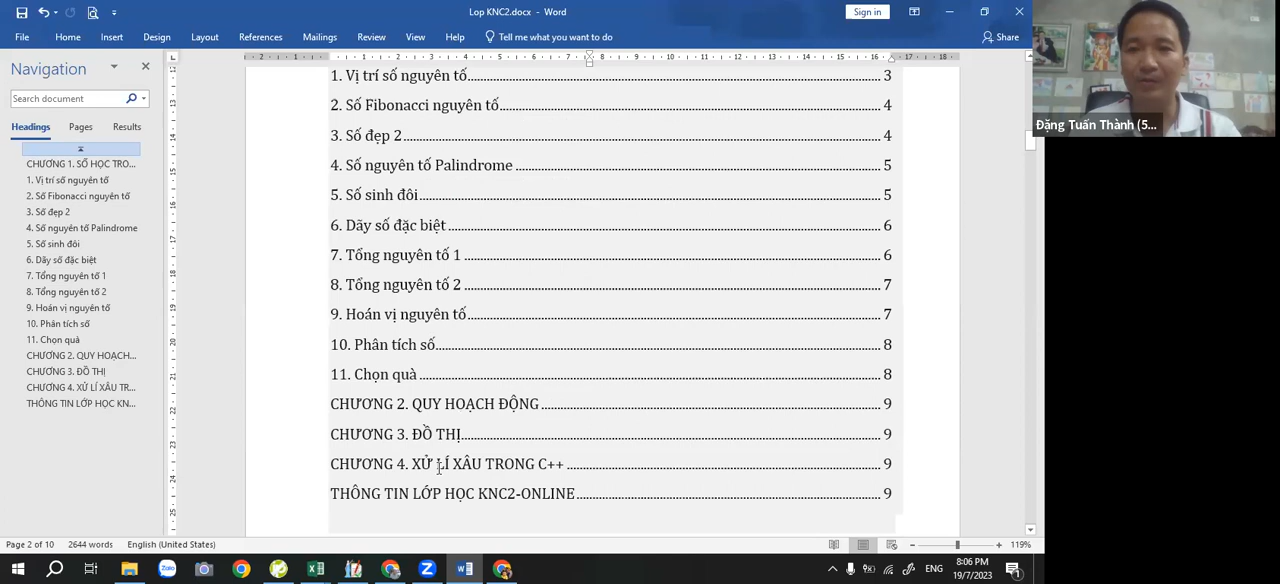 Lop KNC2.docx - Word
Sign in
File Home Insert Design Layout References Mailings Review View Help Tell me what you want to do
Share
Đặng Tuấn Thành (5...
Navigation
Search document
Headings Pages Results
CHƯƠNG 1. SỐ HỌC TRO...
1. Vị trí số nguyên tố
2. Số Fibonacci nguyên tố
3. Số đẹp 2
4. Số nguyên tố Palindrome
5. Số sinh đôi
6. Dãy số đặc biệt
7. Tổng nguyên tố 1
8. Tổng nguyên tố 2
9. Hoán vị nguyên tố
10. Phân tích số
11. Chọn quà
CHƯƠNG 2. QUY HOẠCH...
CHƯƠNG 3. ĐỒ THỊ
CHƯƠNG 4. XỬ LÍ XÂU TR...
THÔNG TIN LỚP HỌC KN...
1. Vị trí số nguyên tố 3
2. Số Fibonacci nguyên tố 4
3. Số đẹp 2 4
4. Số nguyên tố Palindrome 5
5. Số sinh đôi 5
6. Dãy số đặc biệt 6
7. Tổng nguyên tố 1 6
8. Tổng nguyên tố 2 7
9. Hoán vị nguyên tố 7
10. Phân tích số 8
11. Chọn quà 8
CHƯƠNG 2. QUY HOẠCH ĐỘNG 9
CHƯƠNG 3. ĐỒ THỊ 9
CHƯƠNG 4. XỬ LÍ XÂU TRONG C++ 9
THÔNG TIN LỚP HỌC KNC2-ONLINE 9
Page 2 of 10 2644 words English (United States)
119%
Zalo
ENG
8:06 PM
19/7/2023